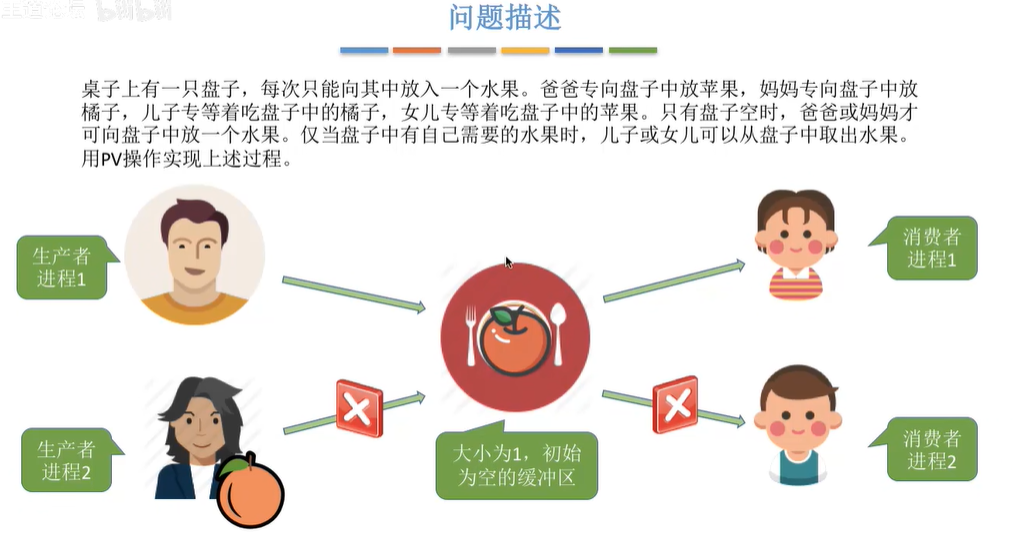 问题描述
桌子上有一只盘子，每次只能向其中放入一个水果。爸爸专向盘子中放苹果，妈妈专向盘子中放
橘子，儿子专等着吃盘子中的橘子，女儿专等着吃盘子中的苹果。只有盘子空时，爸爸或妈妈才
可向盘子中放一个水果。仅当盘子中有自己需要的水果时，儿子或女儿可以从盘子中取出水果。
用PV操作实现上述过程。
生产者
进程1
消费者
进程1
生产者
进程2
大小为1，初始
为空的缓冲区
消费者
进程2
bilibili